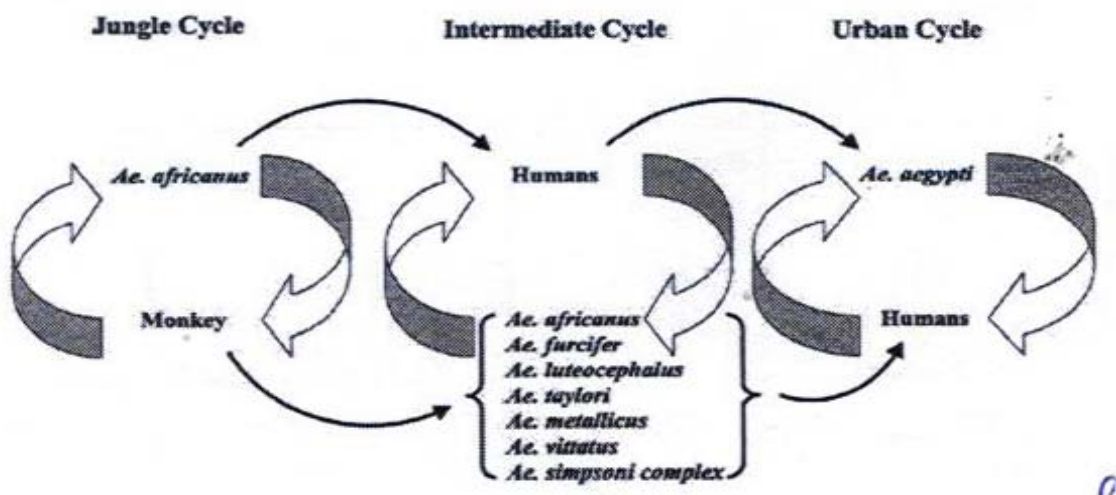 Jungle Cycle
Intermediate Cycle
Urban Cycle
Ae. africanus
Humans
Ae. aegypti
Monkey
Ae. africanus
Ae. furcifer
Ae. luteocephalus
Ae. taylori
Ae. metallicus
Ae. vittatus
Ae. simpsoni complex
Humans